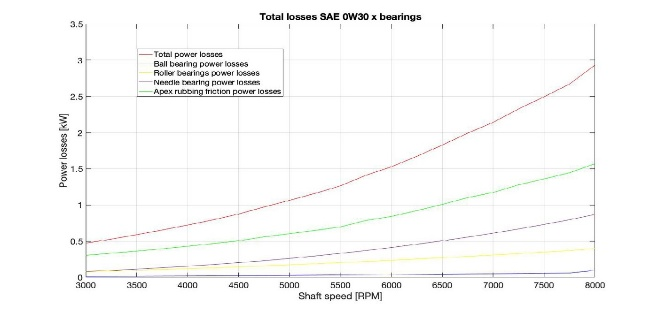 Total losses SAE 0W30 x bearings
3.5
3
2.5
2
1.5
1
0.5
0
Power losses [kW]
Total power losses
Ball bearing power losses
Roller bearings power losses
Needle bearing power losses
Apex rubbing friction power losses
3000 3500 4000 4500 5000 5500 6000 6500 7000 7500 8000
Shaft speed [RPM]